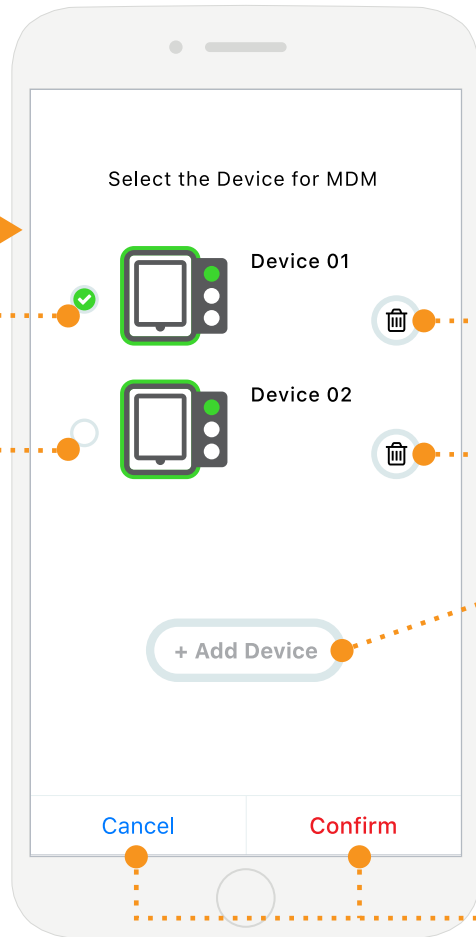 Select the Device for MDM
Device 01
Device 02
+ Add Device
Cancel
Confirm